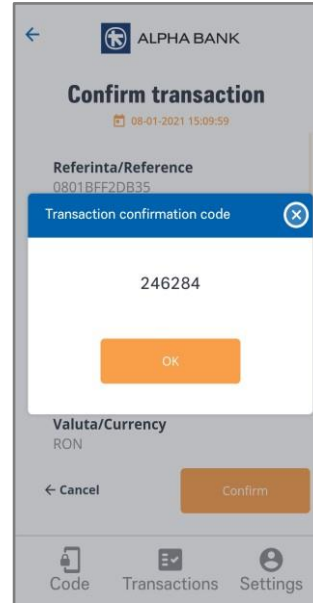 ALPHA BANK
Confirm transaction
08-01-2021 15:09:59
Referinta/Reference
0801BFF2DB35
Transaction confirmation code
246284
OK
Valuta/Currency
RON
Cancel Confirm
Code Transactions Settings